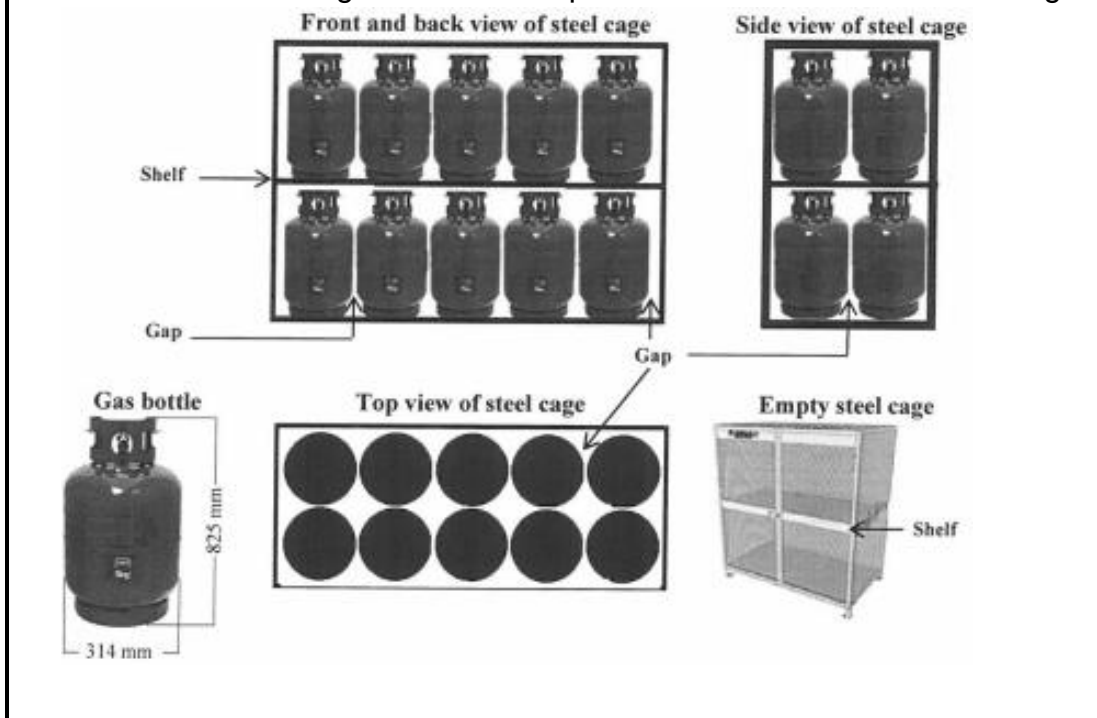 Front and back view of steel cage
Side view of steel cage
Shelf
Gap
Gap
Gas bottle
Top view of steel cage
Empty steel cage
825 mm
Shelf
314 mm